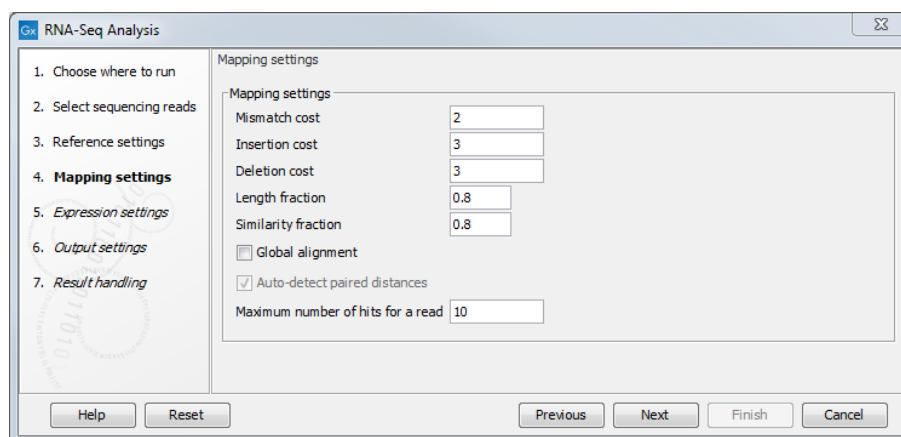 Gx RNA-Seq Analysis
1. Choose where to run
2. Select sequencing reads
3. Reference settings
4. Mapping settings
5. Expression settings
6. Output settings
7. Result handling
Mapping settings
Mapping settings
Mismatch cost 2
Insertion cost 3
Deletion cost 3
Length fraction 0.8
Similarity fraction 0.8
Global alignment
Auto-detect paired distances
Maximum number of hits for a read 10
Help Reset Previous Next Finish Cancel